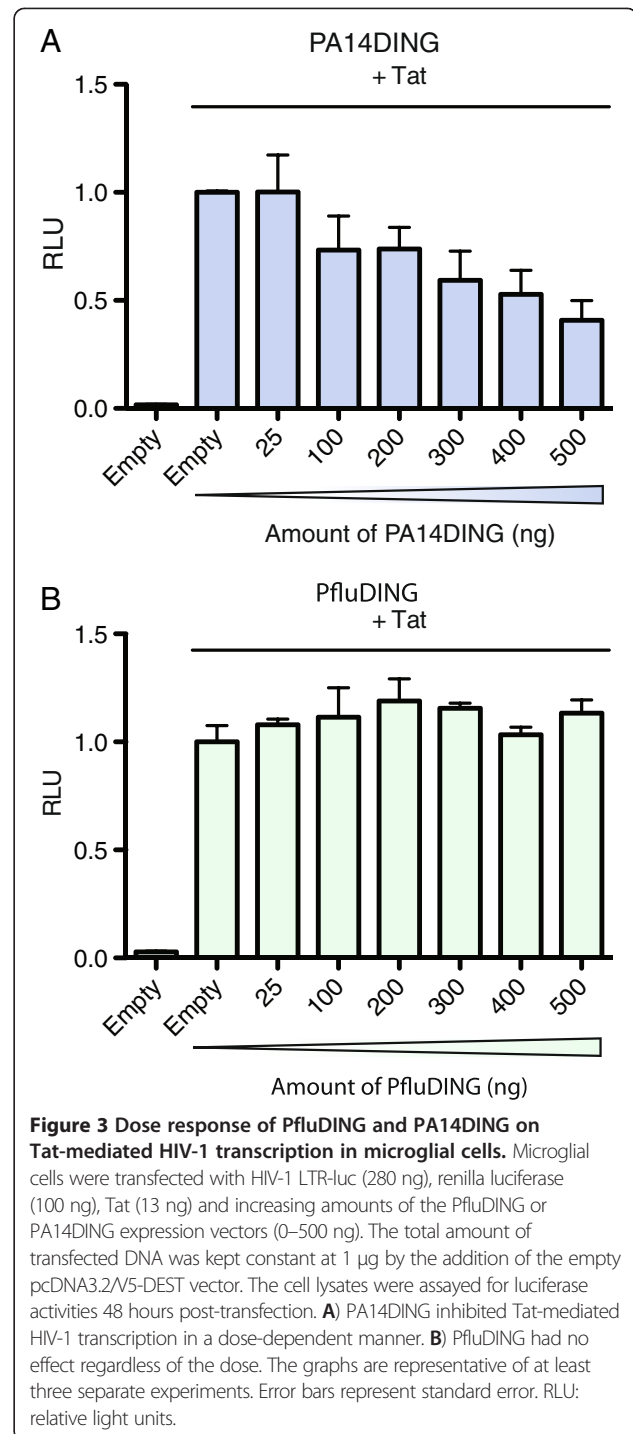 A
PA14DING
+ Tat
1.5
1.0
0.5
0.0
RLU
Empty
Empty
25
100
200
300
400
500
Amount of PA14DING (ng)
B
PfluDING
+ Tat
1.5
1.0
0.5
0.0
RLU
Empty
Empty
25
100
200
300
400
500
Amount of PfluDING (ng)
Figure 3 Dose response of PfluDING and PA14DING on
Tat-mediated HIV-1 transcription in microglial cells. Microglial
cells were transfected with HIV-1 LTR-luc (280 ng), renilla luciferase
(100 ng), Tat (13 ng) and increasing amounts of the PfluDING or
PA14DING expression vectors (0–500 ng). The total amount of
transfected DNA was kept constant at 1 μg by the addition of the empty
pcDNA3.2/V5-DEST vector. The cell lysates were assayed for luciferase
activities 48 hours post-transfection. A) PA14DING inhibited Tat-mediated
HIV-1 transcription in a dose-dependent manner. B) PfluDING had no
effect regardless of the dose. The graphs are representative of at least
three separate experiments. Error bars represent standard error. RLU:
relative light units.